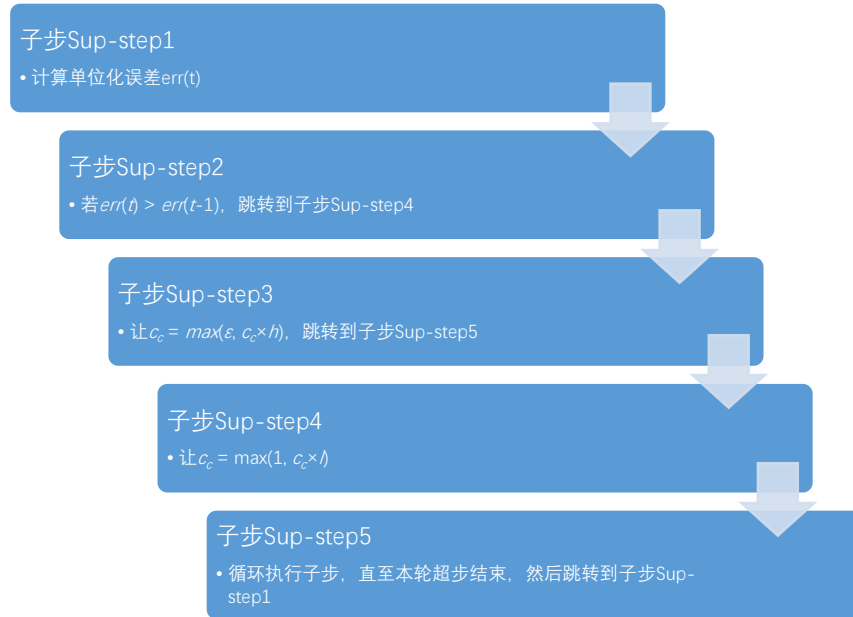 子步Sup-step1
• 计算单位化误差err(t)
子步Sup-step2
• 若err(t) > err(t-1)，跳转到子步Sup-step4
子步Sup-step3
• 让c_c = max(ε, c_c×h)，跳转到子步Sup-step5
子步Sup-step4
• 让c_c = max(1, c_c×l)
子步Sup-step5
• 循环执行子步，直至本轮超步结束，然后跳转到子步Sup-
step1